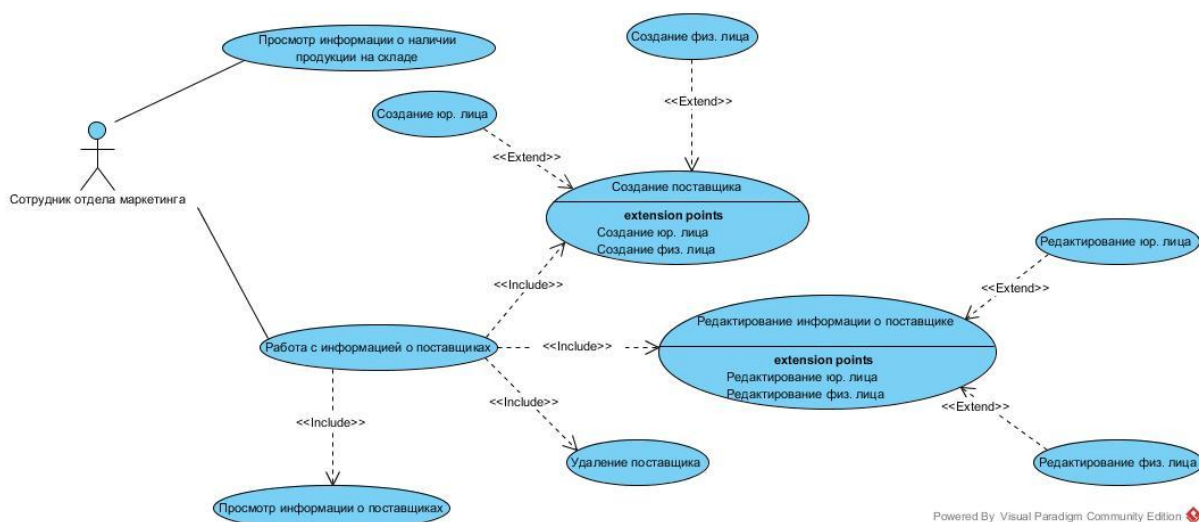 Просмотр информации о наличии
продукции на складе
Создание физ. лица
<<Extend>>
Создание юр. лица
<<Extend>>
Сотрудник отдела маркетинга
Создание поставщика
extension points
Создание юр. лица
Создание физ. лица
Редактирование юр. лица
<<Include>>
<<Extend>>
Работа с информацией о поставщиках
<<Include>>
Редактирование информации о поставщике
extension points
Редактирование юр. лица
Редактирование физ. лица
<<Include>>
<<Extend>>
<<Include>>
Удаление поставщика
Редактирование физ. лица
Просмотр информации о поставщиках
Powered By Visual Paradigm Community Edition